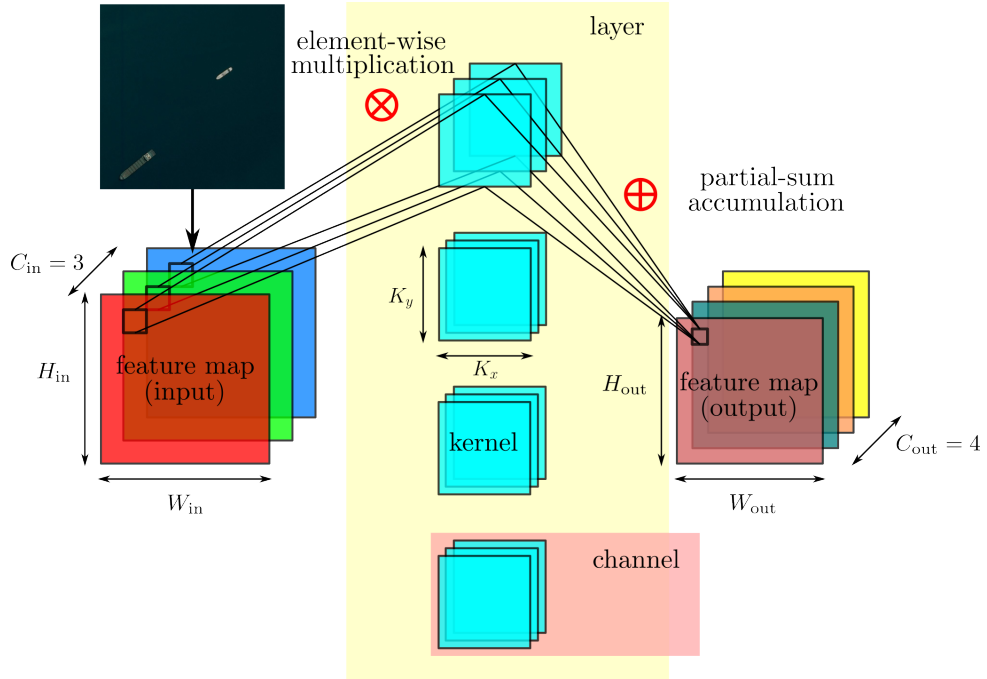 layer
element-wise
multiplication
partial-sum
accumulation
C_in = 3
K_y
H_in
feature map
(input)
K_x
H_out
feature map
(output)
kernel
C_out = 4
W_in
W_out
channel